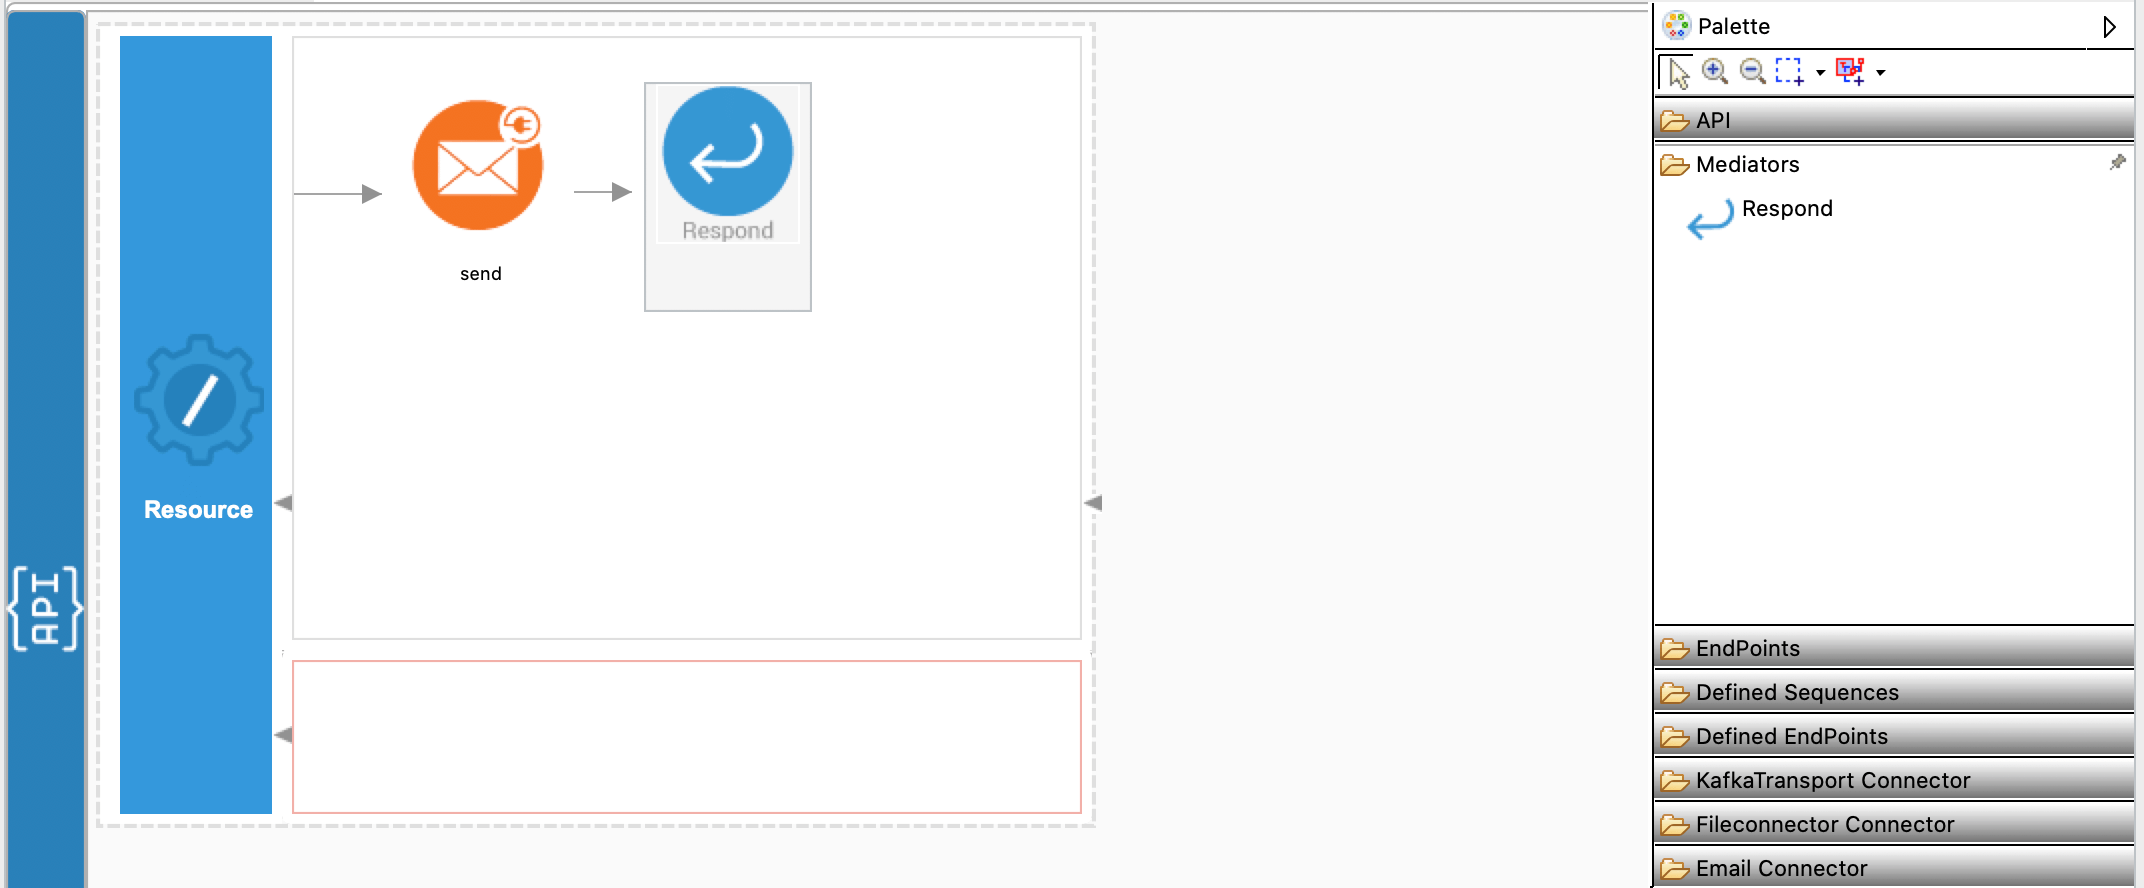 {API}
Resource
Respond
send
Palette
API
Mediators
Respond
EndPoints
Defined Sequences
Defined EndPoints
KafkaTransport Connector
Fileconnector Connector
Email Connector